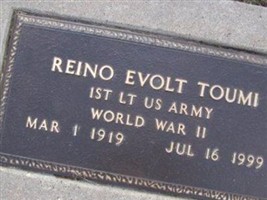 REINO EVOLT TOUMI
1ST LT US ARMY
WORLD WAR II
MAR 1 1919 JUL 16 1999